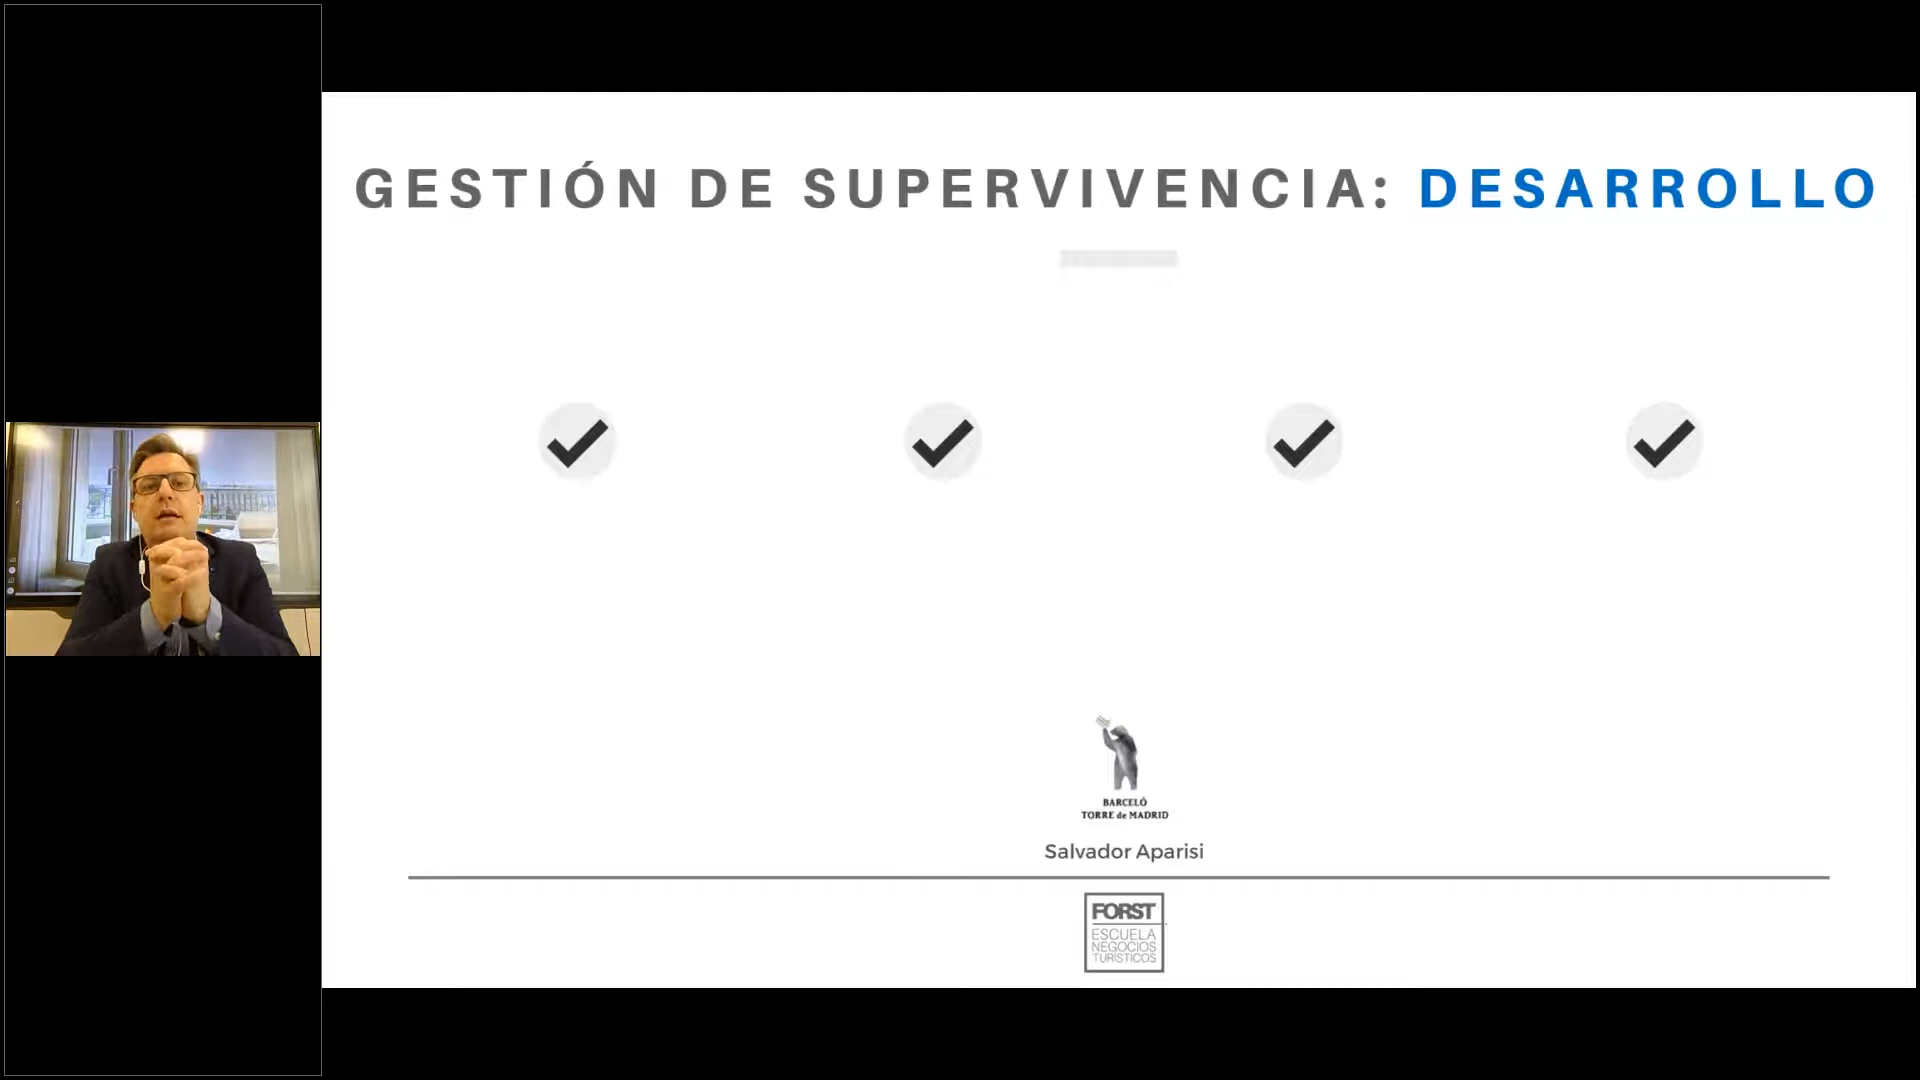 GESTIÓN DE SUPERVIVENCIA: DESARROLLO
BARCELÓ
TORRE de MADRID
Salvador Aparisi
FORST
ESCUELA
NEGOCIOS
TURÍSTICOS